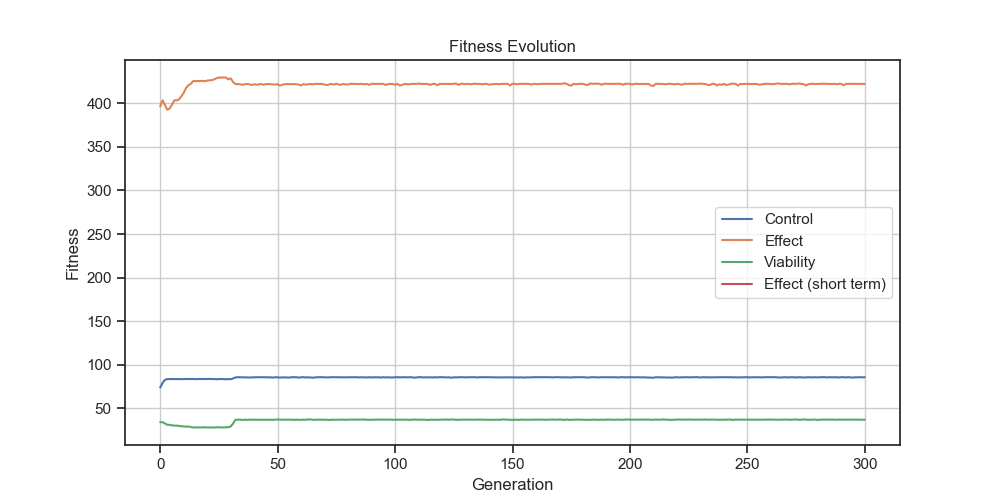 Fitness Evolution
Fitness
400
350
300
250
200
150
100
50
Control
Effect
Viability
Effect (short term)
0
50
100
150
200
250
300
Generation